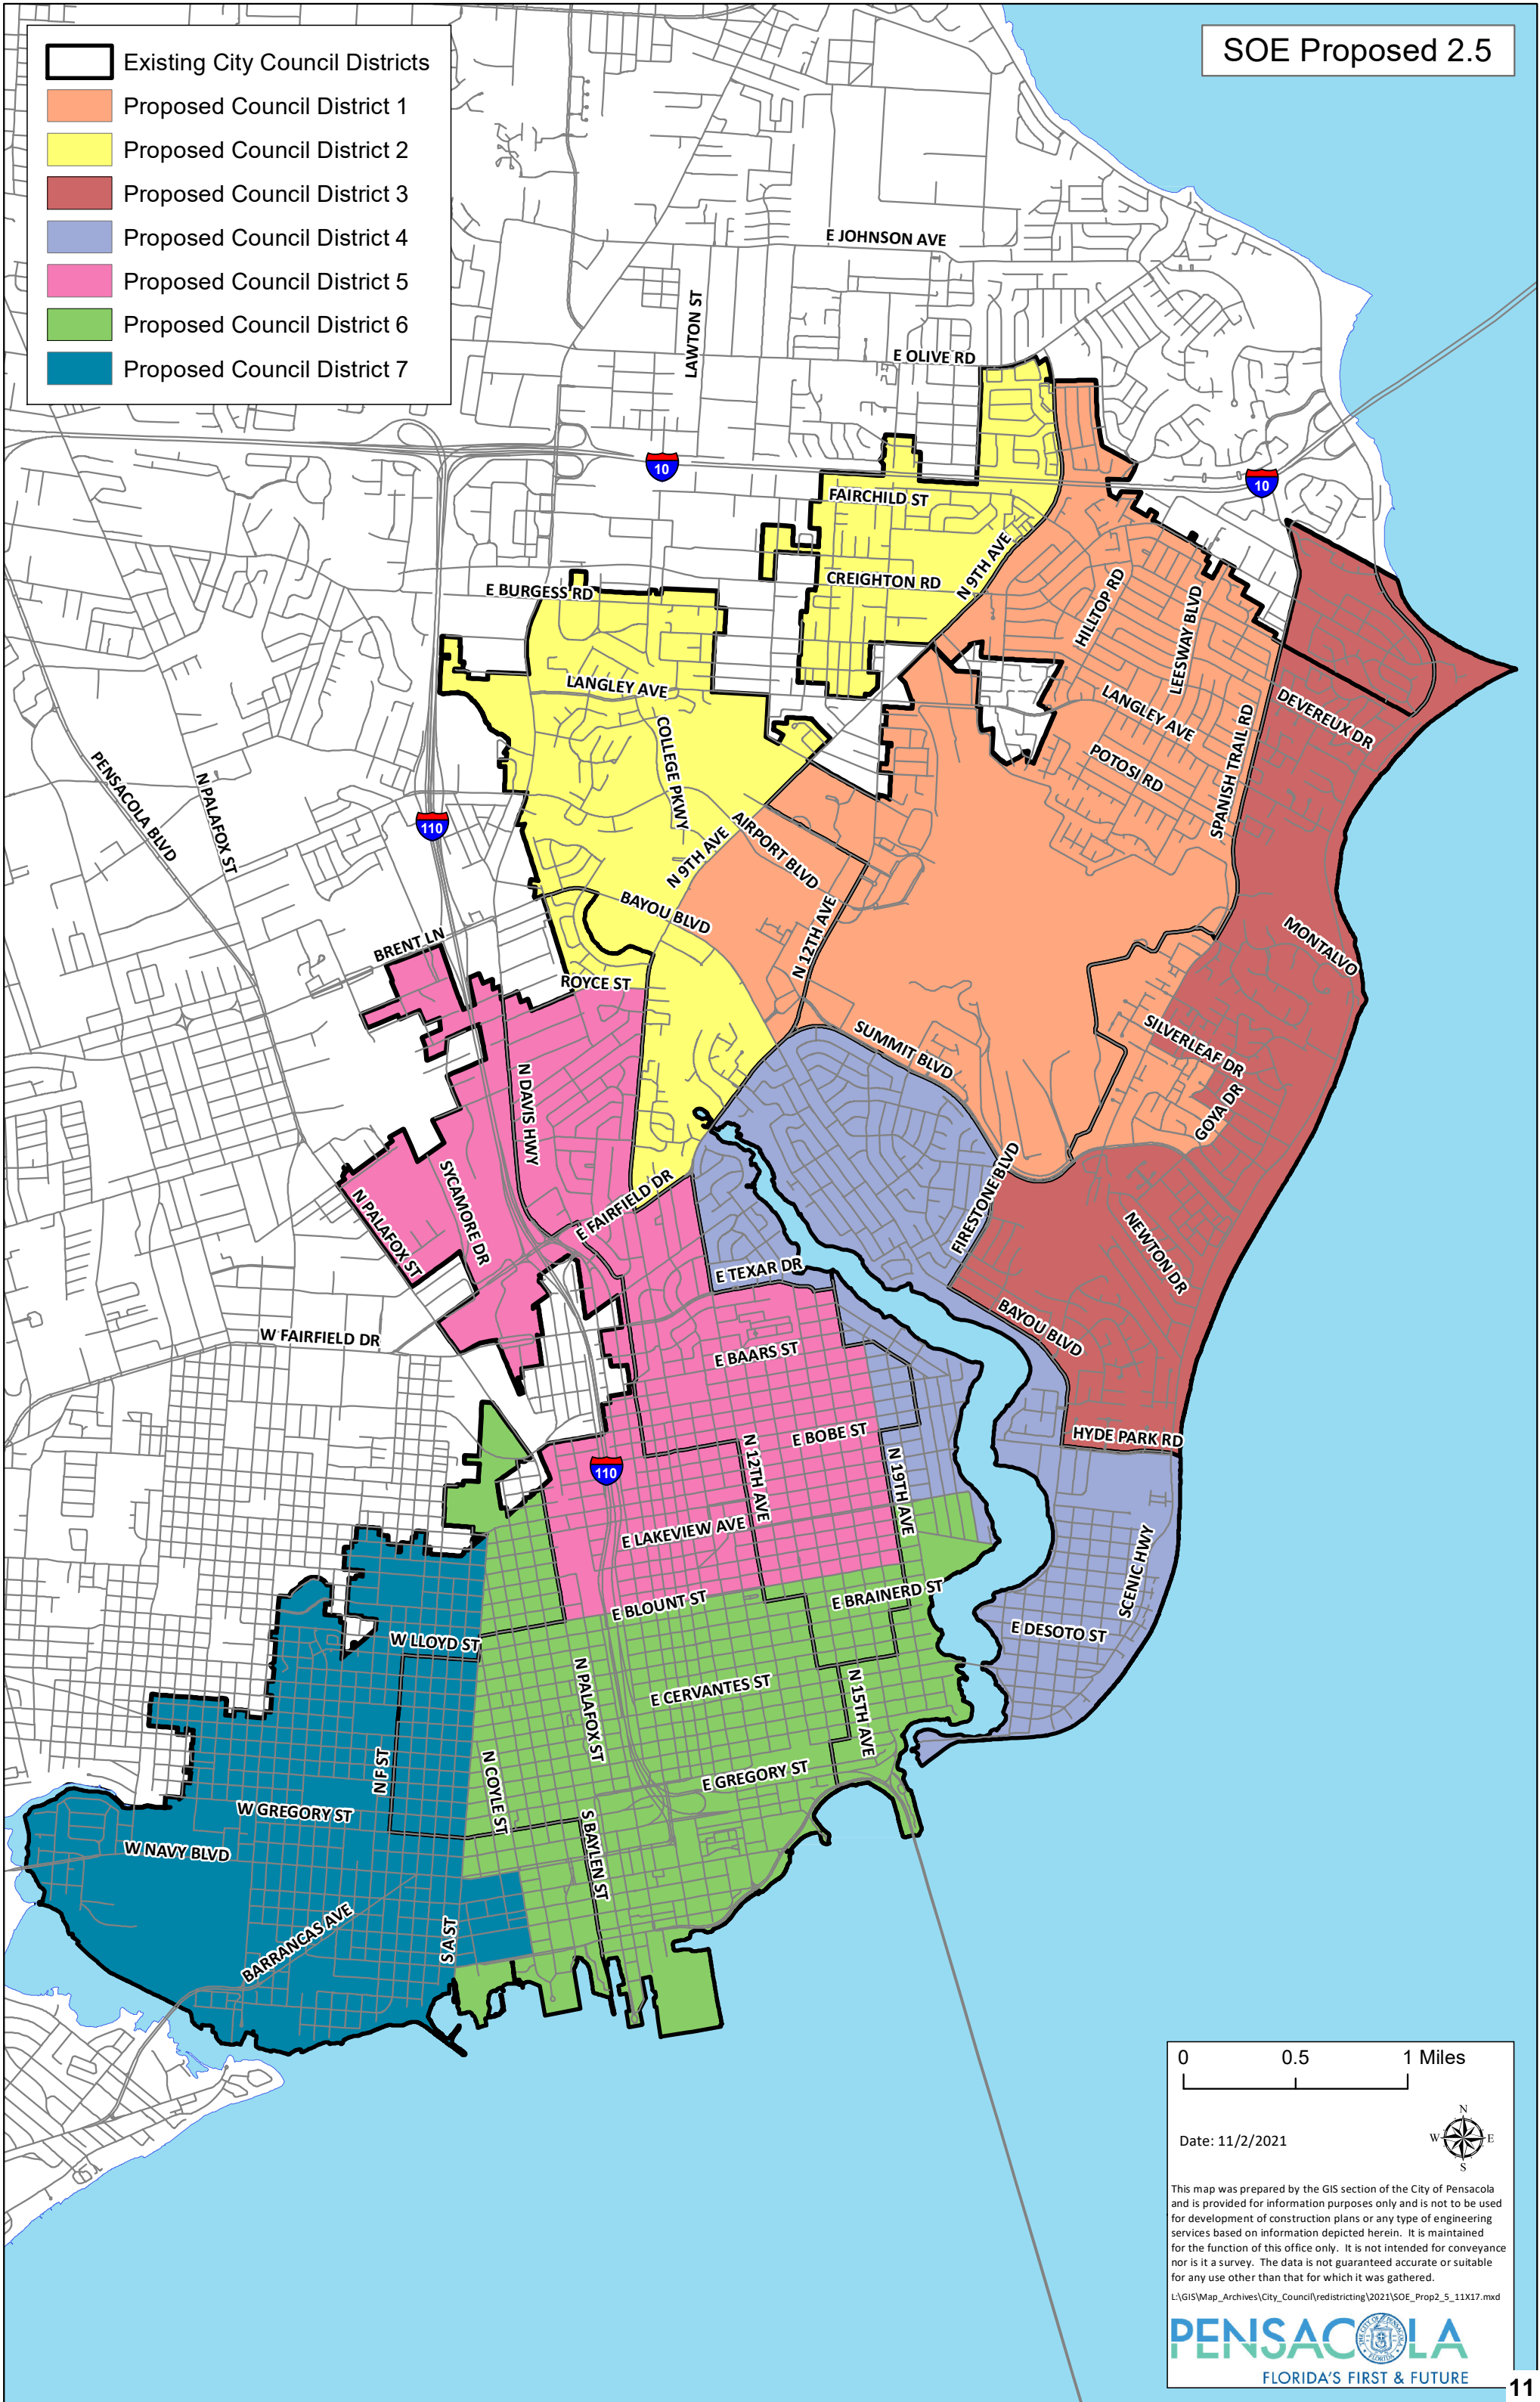 SOE Proposed 2.5
Existing City Council Districts
Proposed Council District 1
Proposed Council District 2
Proposed Council District 3
Proposed Council District 4
Proposed Council District 5
Proposed Council District 6
Proposed Council District 7
E JOHNSON AVE
LAWTON ST
E OLIVE RD
10
10
FAIRCHILD ST
N 9TH AVE
CREIGHTON RD
E BURGESS RD
HILLTOP RD
LEESWAY BLVD
LANGLEY AVE
LANGLEY AVE
DEVEREUX DR
COLLEGE PKWY
POTOSI RD
SPANISH TRAIL RD
PENSACOLA BLVD
N PALAFOX ST
110
AIRPORT BLVD
N 9TH AVE
BAYOU BLVD
N 12TH AVE
MONTALVO
BRENT LN
ROYCE ST
SUMMIT BLVD
SILVERLEAF DR
N DAVIS HWY
GOYA DR
SYCAMORE DR
N PALAFOX ST
E FAIRFIELD DR
FIRESTONE BLVD
NEWTON DR
E TEXAR DR
W FAIRFIELD DR
E BAARS ST
BAYOU BLVD
HYDE PARK RD
E BOBE ST
N 12TH AVE
N 19TH AVE
110
E LAKEVIEW AVE
SCENIC HWY
E BLOUNT ST
E BRAINERD ST
E DESOTO ST
W LLOYD ST
N PALAFOX ST
E CERVANTES ST
N 15TH AVE
N F ST
N COYLE ST
E GREGORY ST
W GREGORY ST
S BAYLEN ST
W NAVY BLVD
BARRANCAS AVE
S A ST
0 0.5 1 Miles
Date: 11/2/2021
N
W E
S
This map was prepared by the GIS section of the City of Pensacola
and is provided for information purposes only and is not to be used
for development of construction plans or any type of engineering
services based on information depicted herein. It is maintained
for the function of this office only. It is not intended for conveyance
nor is it a survey. The data is not guaranteed accurate or suitable
for any use other than that for which it was gathered.
L:\GIS\Map_Archives\City_Council\redistricting\2021\SOE_Prop2_5_11X17.mxd
PENSACOLA
FLORIDA'S FIRST & FUTURE
11